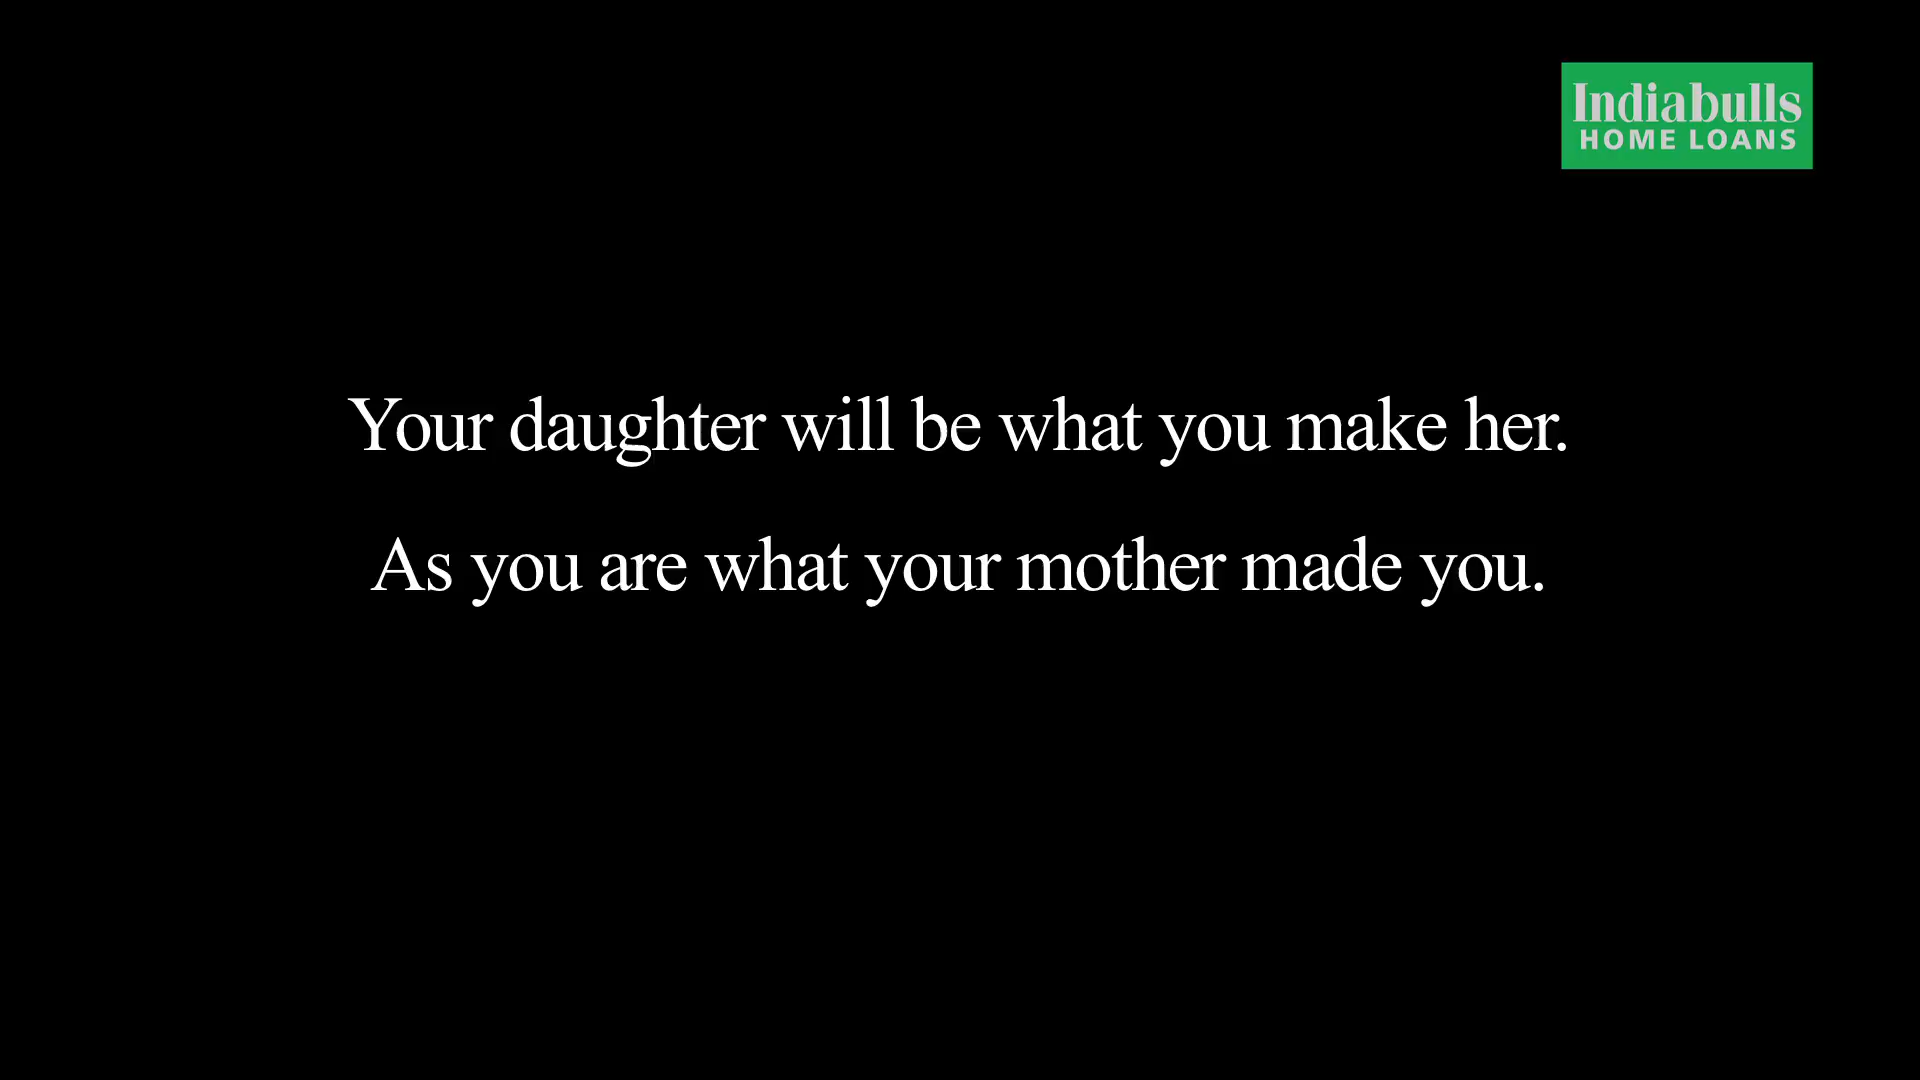 Indiabulls
HOME LOANS
Your daughter will be what you make her.
As you are what your mother made you.